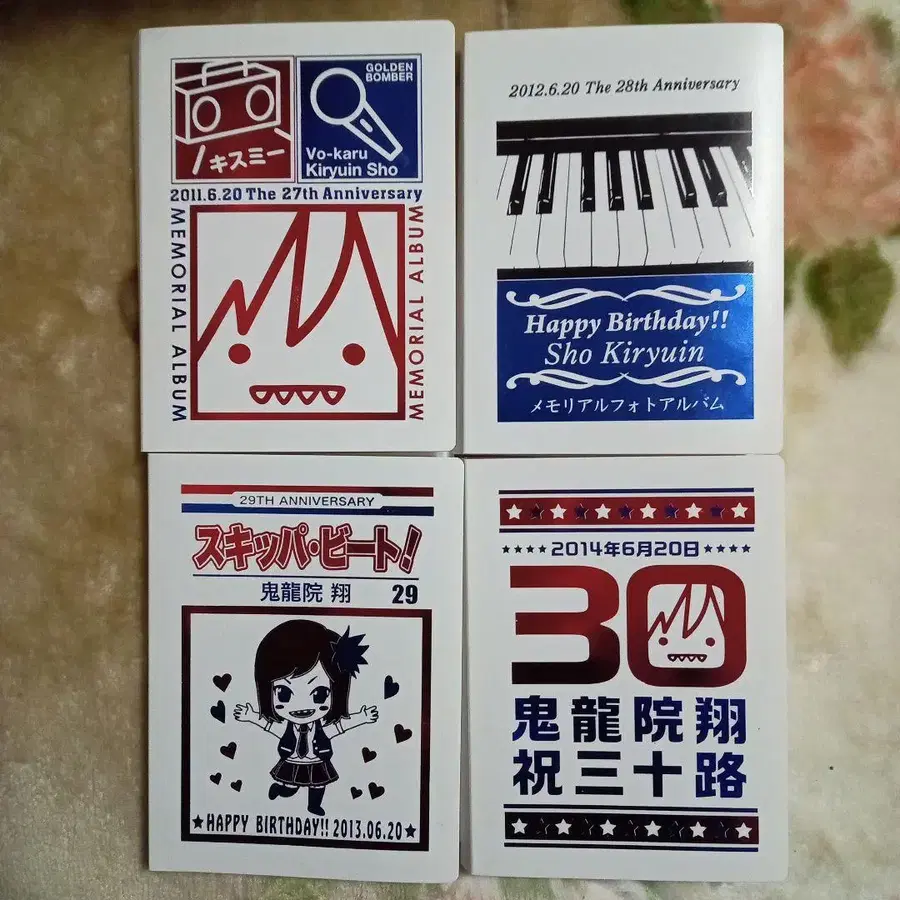 GOLDEN
BOMBER
キスミー
Vo-karu
Kiryuin Sho
2011.6.20 The 27th Anniversary
MEMORIAL ALBUM
MEMORIAL ALBUM
2012.6.20 The 28th Anniversary
Happy Birthday!!
Sho Kiryuin
メモリアルフォトアルバム
29TH ANNIVERSARY
スキッパ・ビート!
鬼龍院 翔 29
★HAPPY BIRTHDAY!! 2013.06.20★
★★★★2014年6月20日★★★★
30
鬼龍院翔
祝三十路